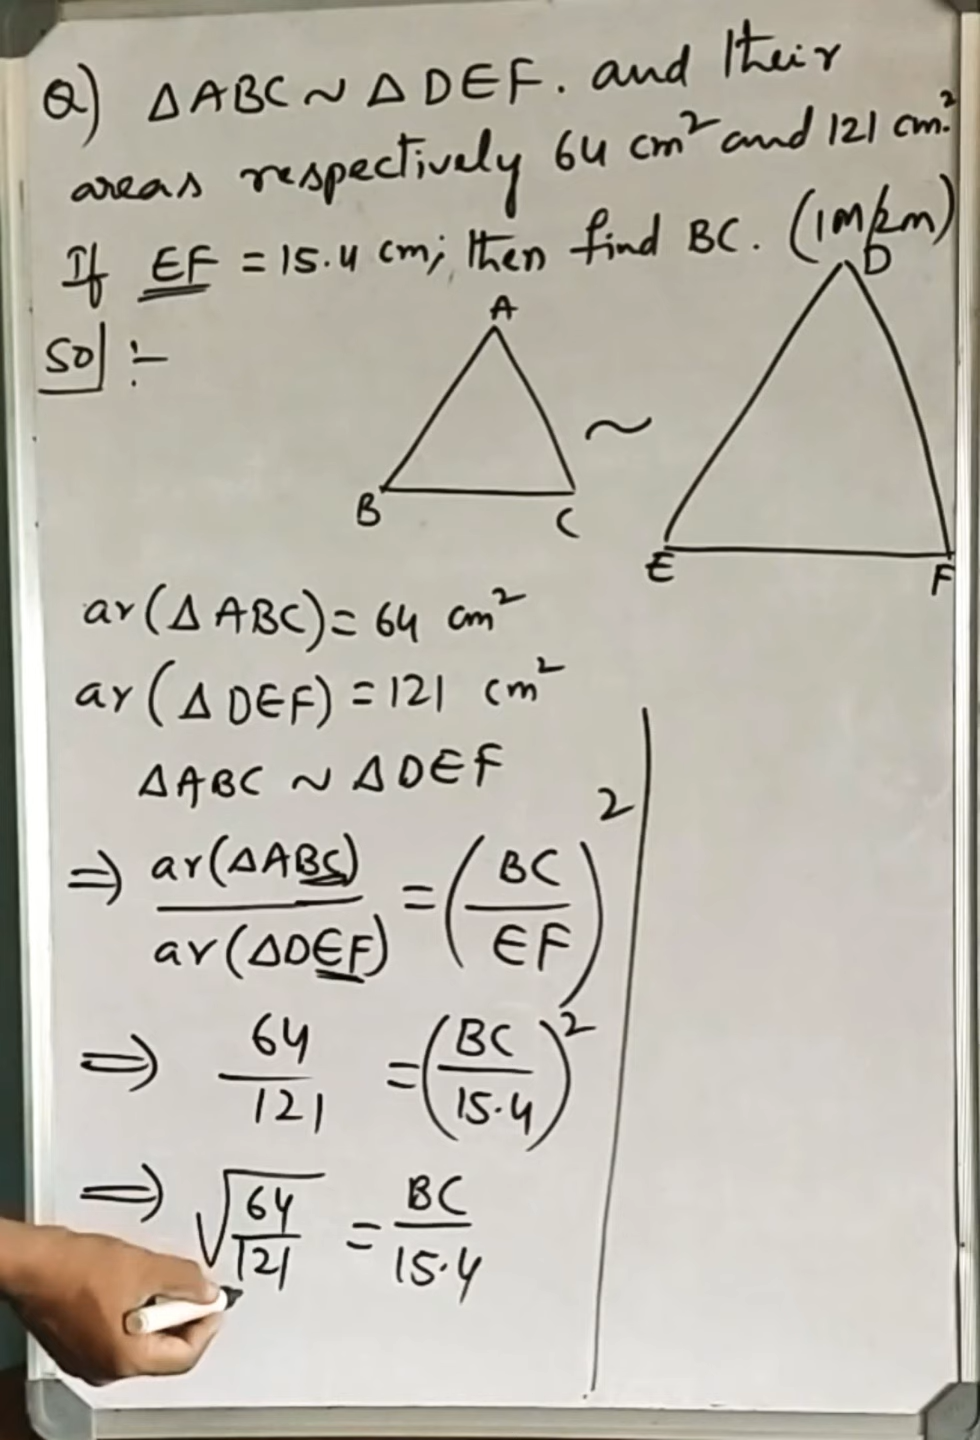 Q) △ABC ~ △DEF. and their
areas respectively 64 cm² and 121 cm².
If EF = 15.4 cm; then find BC. (1M/2m)
Sol :-
A
B
C
~
D
E
F
ar(△ABC) = 64 cm²
ar(△DEF) = 121 cm²
△ABC ~ △DEF
⇒ ar(△ABC)/ar(△DEF) = (BC/EF)²
⇒ 64/121 = (BC/15.4)²
⇒ √(64/121) = BC/15.4